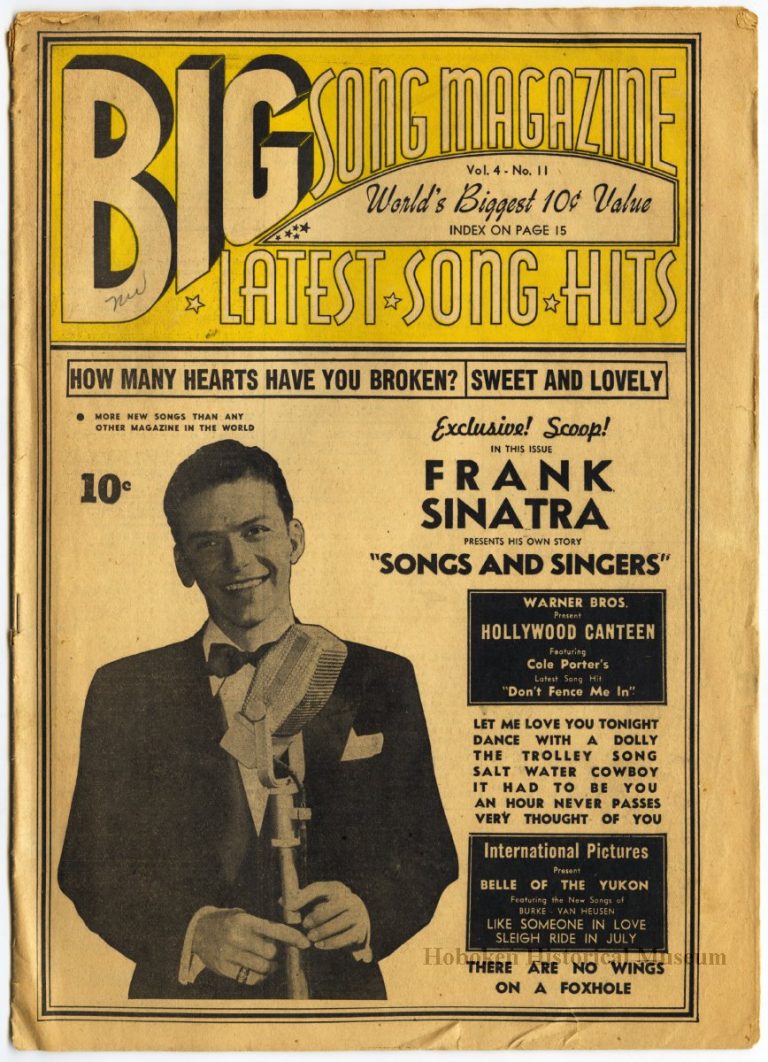 BIG SONG MAGAZINE
Vol. 4 - No. 11
World's Biggest 10¢ Value
INDEX ON PAGE 15
LATEST SONG HITS
HOW MANY HEARTS HAVE YOU BROKEN? SWEET AND LOVELY
MORE NEW SONGS THAN ANY
OTHER MAGAZINE IN THE WORLD
10c
Exclusive! Scoop!
IN THIS ISSUE
FRANK
SINATRA
PRESENTS HIS OWN STORY
"SONGS AND SINGERS"
WARNER BROS.
Present
HOLLYWOOD CANTEEN
Featuring
Cole Porter's
Latest Song Hit
"Don't Fence Me In"
LET ME LOVE YOU TONIGHT
DANCE WITH A DOLLY
THE TROLLEY SONG
SALT WATER COWBOY
IT HAD TO BE YOU
AN HOUR NEVER PASSES
VERY THOUGHT OF YOU
International Pictures
Present
BELLE OF THE YUKON
Featuring the New Songs of
BURKE - VAN HEUSEN
LIKE SOMEONE IN LOVE
SLEIGH RIDE IN JULY
Hoboken Historical Museum
THERE ARE NO WINGS
ON A FOXHOLE